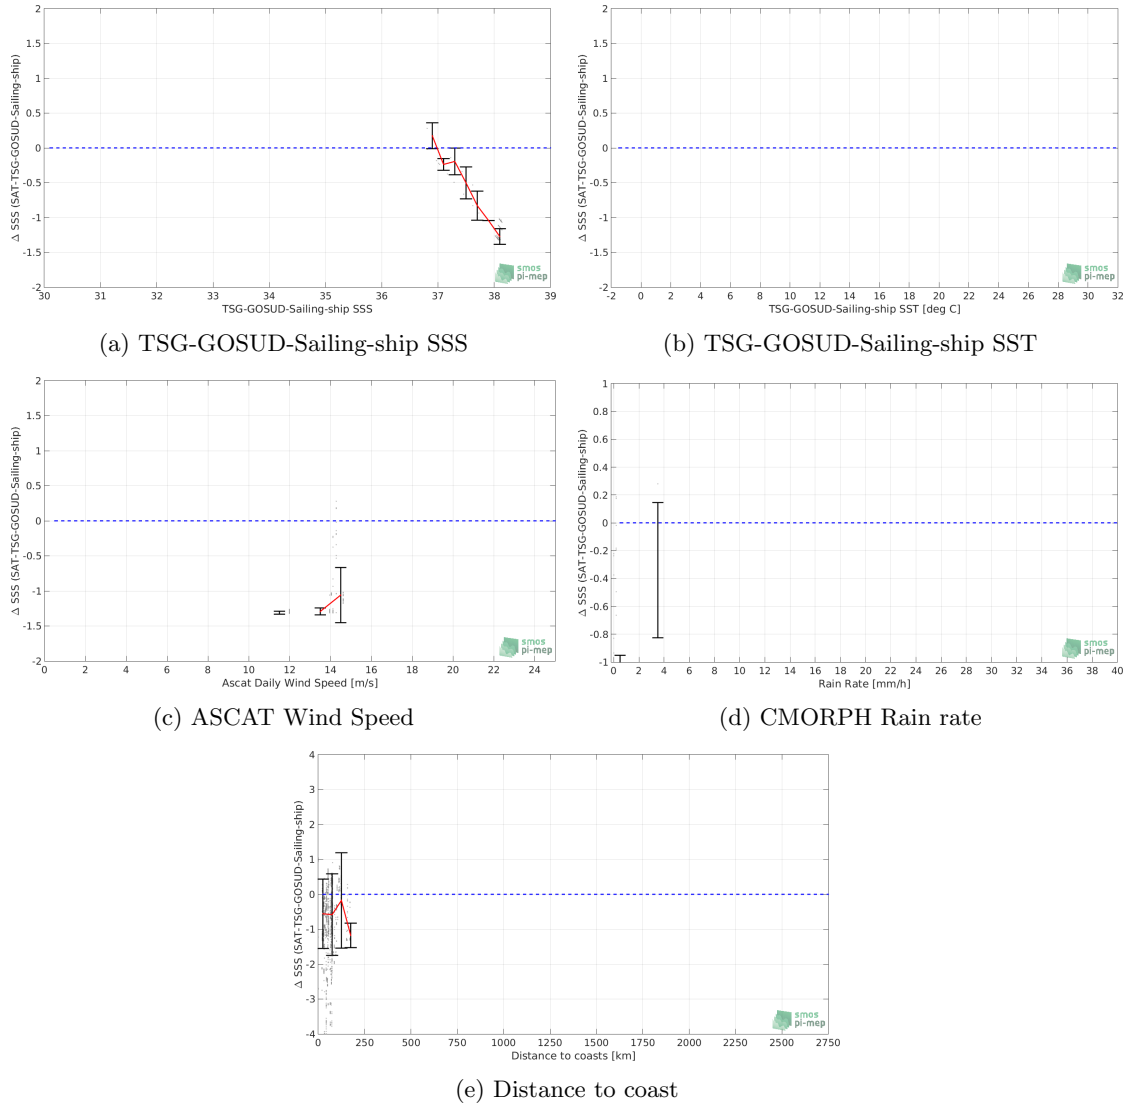 Δ SSS (SAT-TSG-GOSUD-Sailing-ship)
2
1.5
1
0.5
0
-0.5
-1
-1.5
-2
30 31 32 33 34 35 36 37 38 39
TSG-GOSUD-Sailing-ship SSS
smos
pi-mep
(a) TSG-GOSUD-Sailing-ship SSS
Δ SSS (SAT-TSG-GOSUD-Sailing-ship)
2
1.5
1
0.5
0
-0.5
-1
-1.5
-2
-2 0 2 4 6 8 10 12 14 16 18 20 22 24 26 28 30 32
TSG-GOSUD-Sailing-ship SST [deg C]
smos
pi-mep
(b) TSG-GOSUD-Sailing-ship SST
Δ SSS (SAT-TSG-GOSUD-Sailing-ship)
2
1.5
1
0.5
0
-0.5
-1
-1.5
-2
0 2 4 6 8 10 12 14 16 18 20 22 24
Ascat Daily Wind Speed [m/s]
smos
pi-mep
(c) ASCAT Wind Speed
Δ SSS (SAT-TSG-GOSUD-Sailing-ship)
1
0.8
0.6
0.4
0.2
0
-0.2
-0.4
-0.6
-0.8
-1
0 2 4 6 8 10 12 14 16 18 20 22 24 26 28 30 32 34 36 38 40
Rain Rate [mm/h]
smos
pi-mep
(d) CMORPH Rain rate
Δ SSS (SAT-TSG-GOSUD-Sailing-ship)
4
3
2
1
0
-1
-2
-3
-4
0 250 500 750 1000 1250 1500 1750 2000 2250 2500 2750
Distance to coasts [km]
smos
pi-mep
(e) Distance to coast